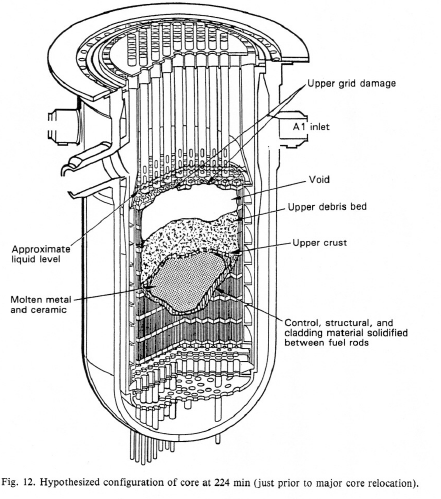 Upper grid damage
A1 inlet
Void
Upper debris bed
Upper crust
Approximate
liquid level
Molten metal
and ceramic
Control, structural, and
cladding material solidified
between fuel rods
Fig. 12. Hypothesized configuration of core at 224 min (just prior to major core relocation).